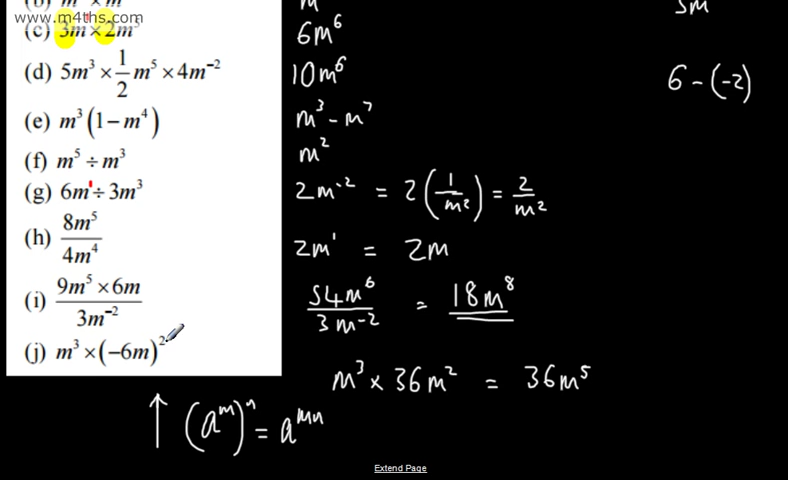 www.m4ths.com
(c) 3m × 2m
6m⁶
(d) 5m³ × 1/2 m⁵ × 4m⁻²
10m⁶
6 - (-2)
(e) m³(1 − m⁴)
m³ - m⁷
(f) m⁵ ÷ m³
m²
(g) 6m¹ ÷ 3m³
2m⁻² = 2(1/m²) = 2/m²
(h) 8m⁵/4m⁴
2m¹ = 2m
(i) 9m⁵ × 6m/3m⁻²
54m⁶/3m⁻² = 18m⁸
(j) m³ × (−6m)²
m³ × 36m² = 36m⁵
↑ (aᵐ)ⁿ = aᵐⁿ
Extend Page